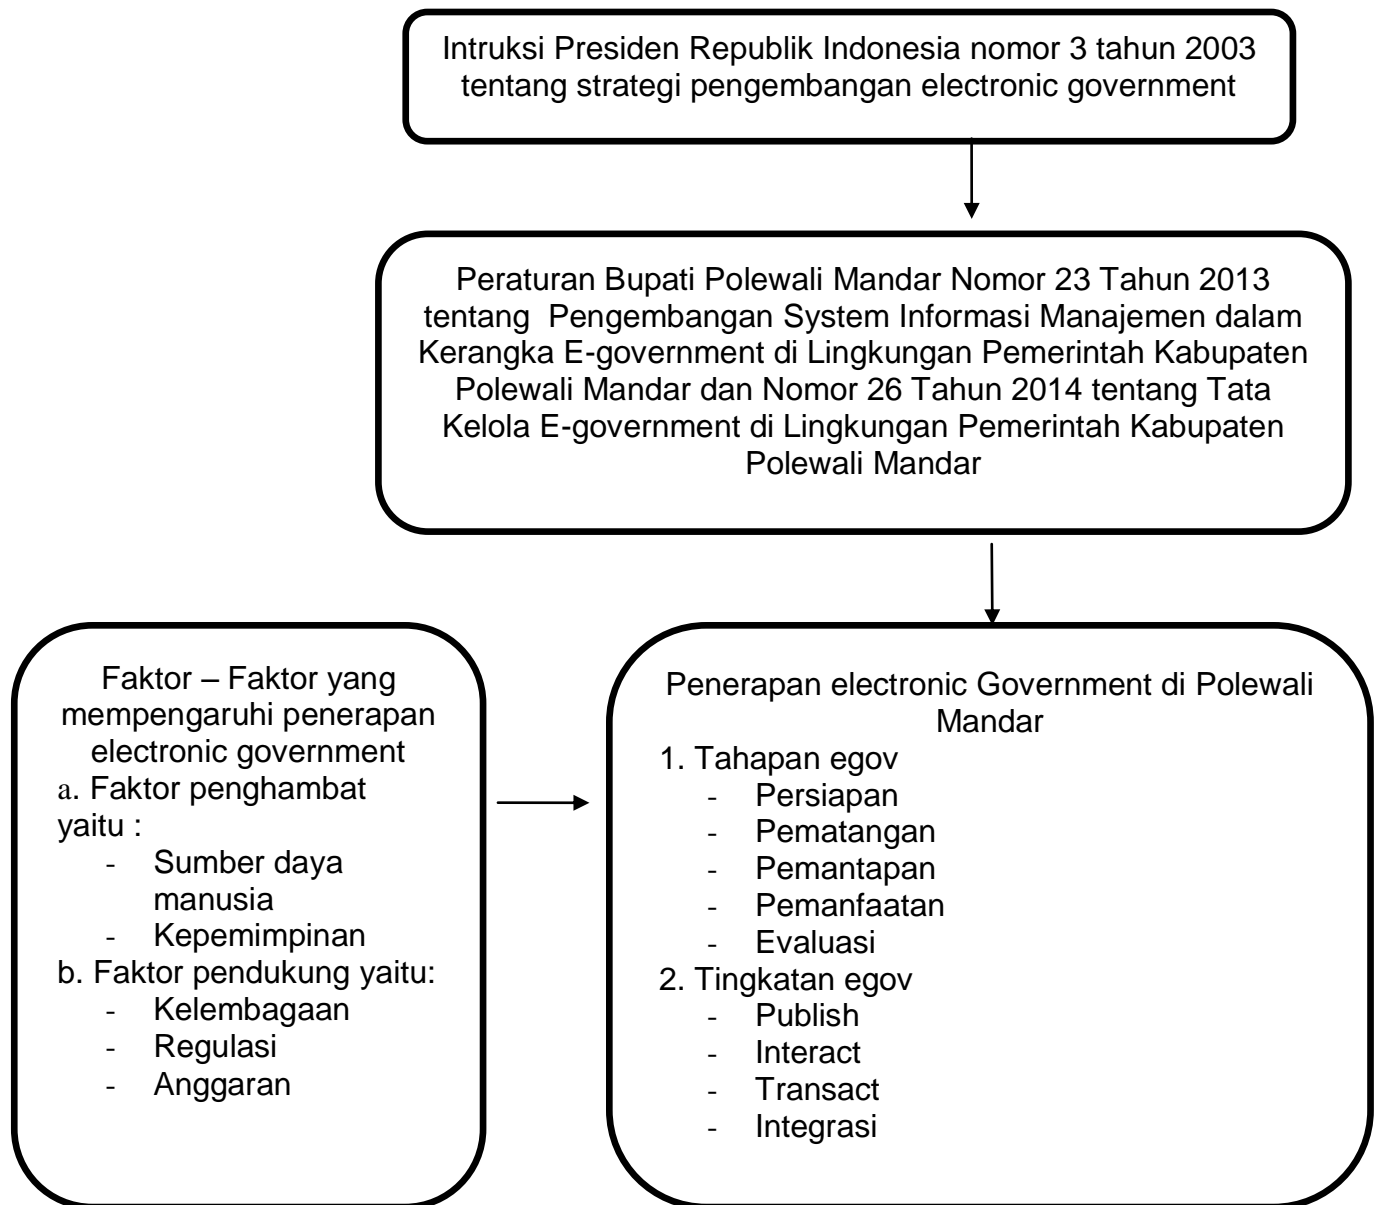 Intruksi Presiden Republik Indonesia nomor 3 tahun 2003
tentang strategi pengembangan electronic government
Peraturan Bupati Polewali Mandar Nomor 23 Tahun 2013
tentang Pengembangan System Informasi Manajemen dalam
Kerangka E-government di Lingkungan Pemerintah Kabupaten
Polewali Mandar dan Nomor 26 Tahun 2014 tentang Tata
Kelola E-government di Lingkungan Pemerintah Kabupaten
Polewali Mandar
Faktor – Faktor yang
mempengaruhi penerapan
electronic government
a. Faktor penghambat
yaitu :
- Sumber daya
manusia
- Kepemimpinan
b. Faktor pendukung yaitu:
- Kelembagaan
- Regulasi
- Anggaran
Penerapan electronic Government di Polewali
Mandar
1. Tahapan egov
- Persiapan
- Pematangan
- Pemantapan
- Pemanfaatan
- Evaluasi
2. Tingkatan egov
- Publish
- Interact
- Transact
- Integrasi